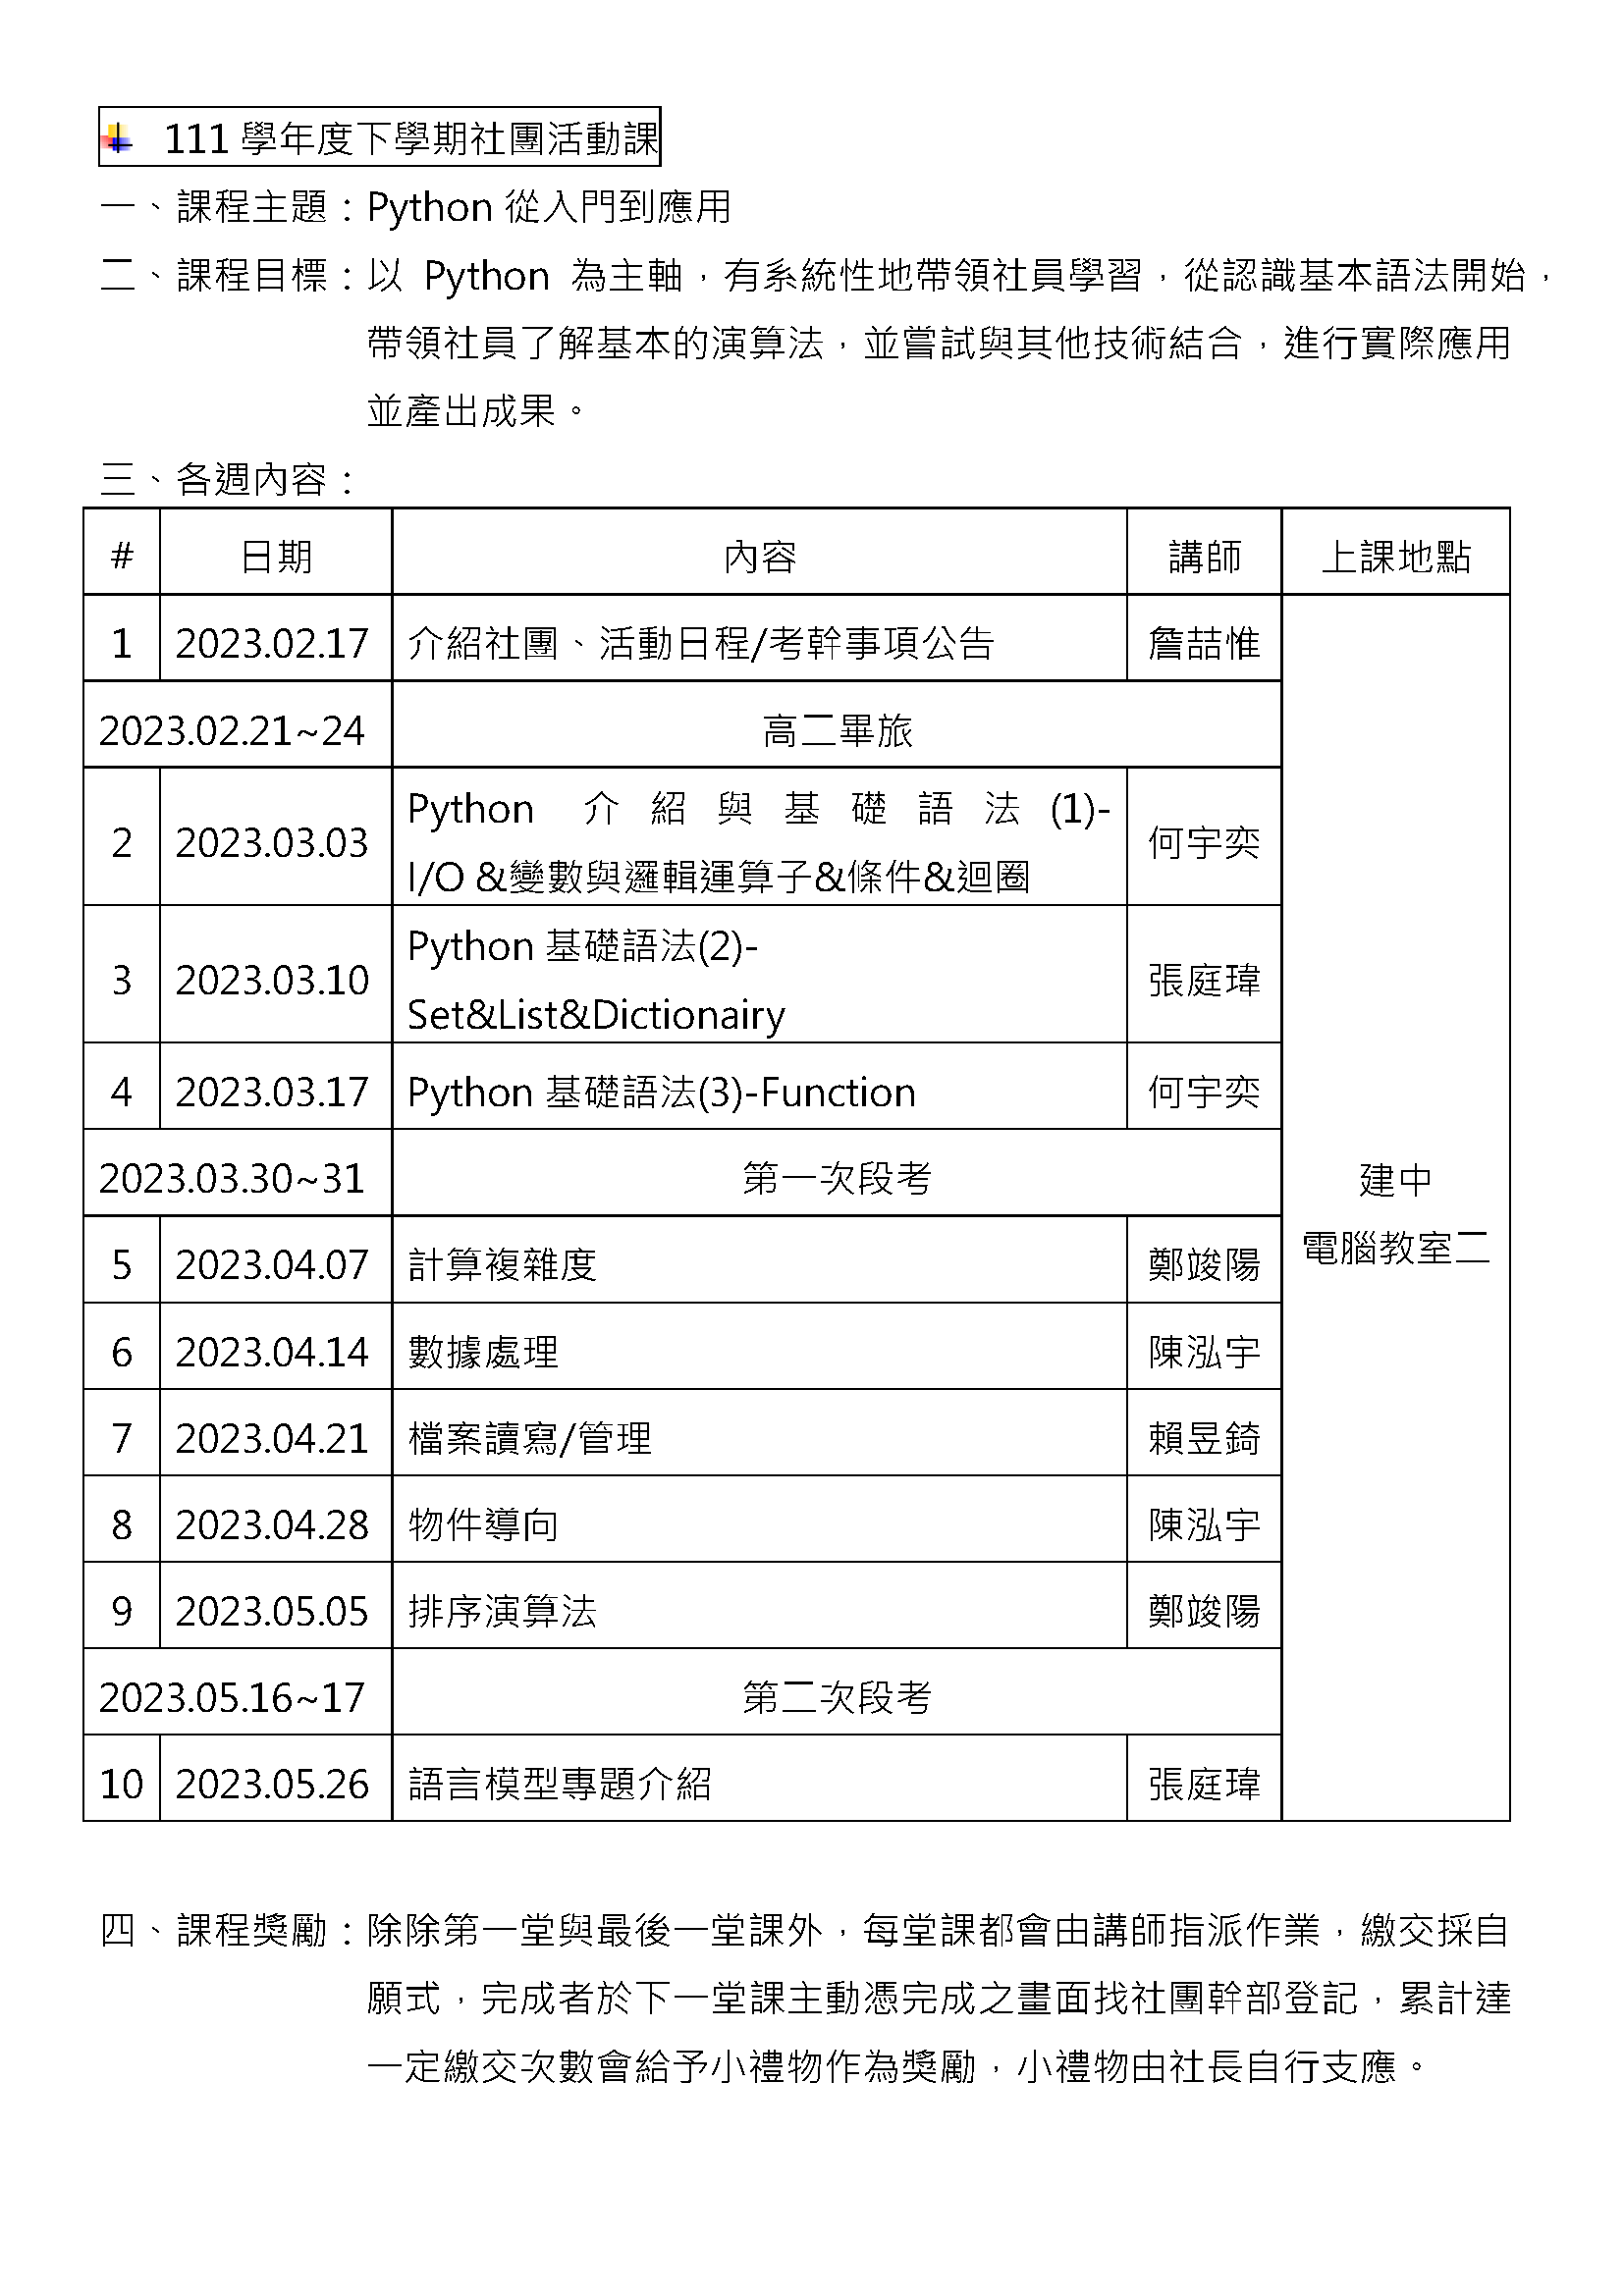 111 學年度下學期社團活動課
一、課程主題：Python 從入門到應用
二、課程目標：以 Python 為主軸，有系統性地帶領社員學習，從認識基本語法開始，
帶領社員了解基本的演算法，並嘗試與其他技術結合，進行實際應用
並產出成果。
三、各週內容：
# 日期 內容 講師 上課地點
1 2023.02.17 介紹社團、活動日程/考幹事項公告 詹喆惟
2023.02.21~24 高二畢旅
2 2023.03.03 Python 介紹與基礎語法(1)-
I/O &變數與邏輯運算子&條件&迴圈 何宇奕
3 2023.03.10 Python 基礎語法(2)-
Set&List&Dictionairy 張庭瑋
4 2023.03.17 Python 基礎語法(3)-Function 何宇奕
2023.03.30~31 第一次段考
建中
電腦教室二
5 2023.04.07 計算複雜度 鄭竣陽
6 2023.04.14 數據處理 陳泓宇
7 2023.04.21 檔案讀寫/管理 賴昱錡
8 2023.04.28 物件導向 陳泓宇
9 2023.05.05 排序演算法 鄭竣陽
2023.05.16~17 第二次段考
10 2023.05.26 語言模型專題介紹 張庭瑋
四、課程獎勵：除除第一堂與最後一堂課外，每堂課都會由講師指派作業，繳交採自
願式，完成者於下一堂課主動憑完成之畫面找社團幹部登記，累計達
一定繳交次數會給予小禮物作為獎勵，小禮物由社長自行支應。